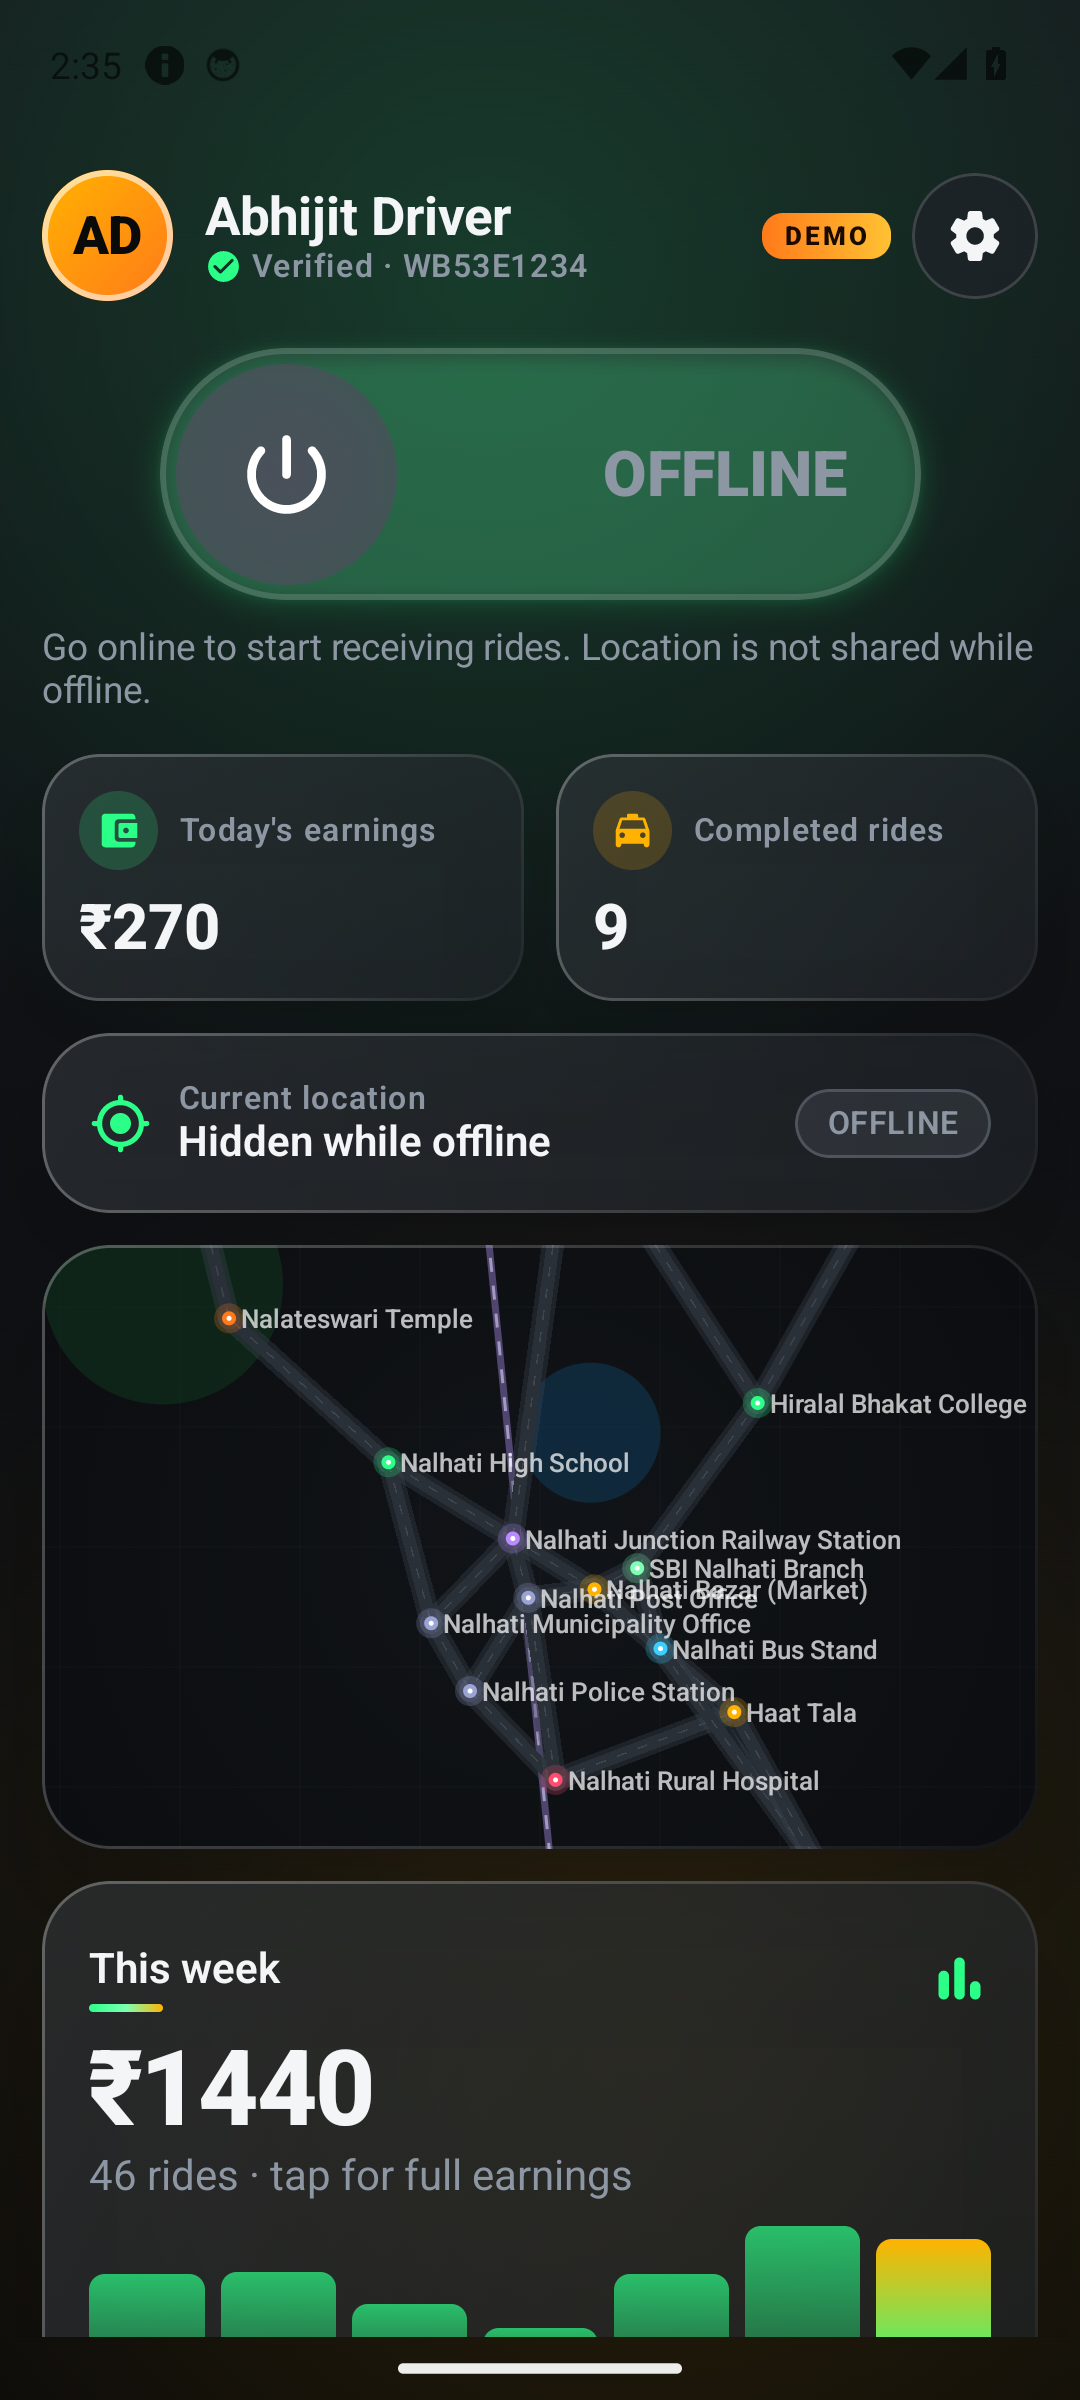 2:35
AD
Abhijit Driver
Verified · WB53E1234
DEMO
OFFLINE
Go online to start receiving rides. Location is not shared while
offline.
Today's earnings
₹270
Completed rides
9
Current location
Hidden while offline
OFFLINE
Nalateswari Temple
Hiralal Bhakat College
Nalhati High School
Nalhati Junction Railway Station
SBI Nalhati Branch
Nalhati Bazar (Market)
Nalhati Post Office
Nalhati Municipality Office
Nalhati Bus Stand
Nalhati Police Station
Haat Tala
Nalhati Rural Hospital
This week
₹1440
46 rides · tap for full earnings